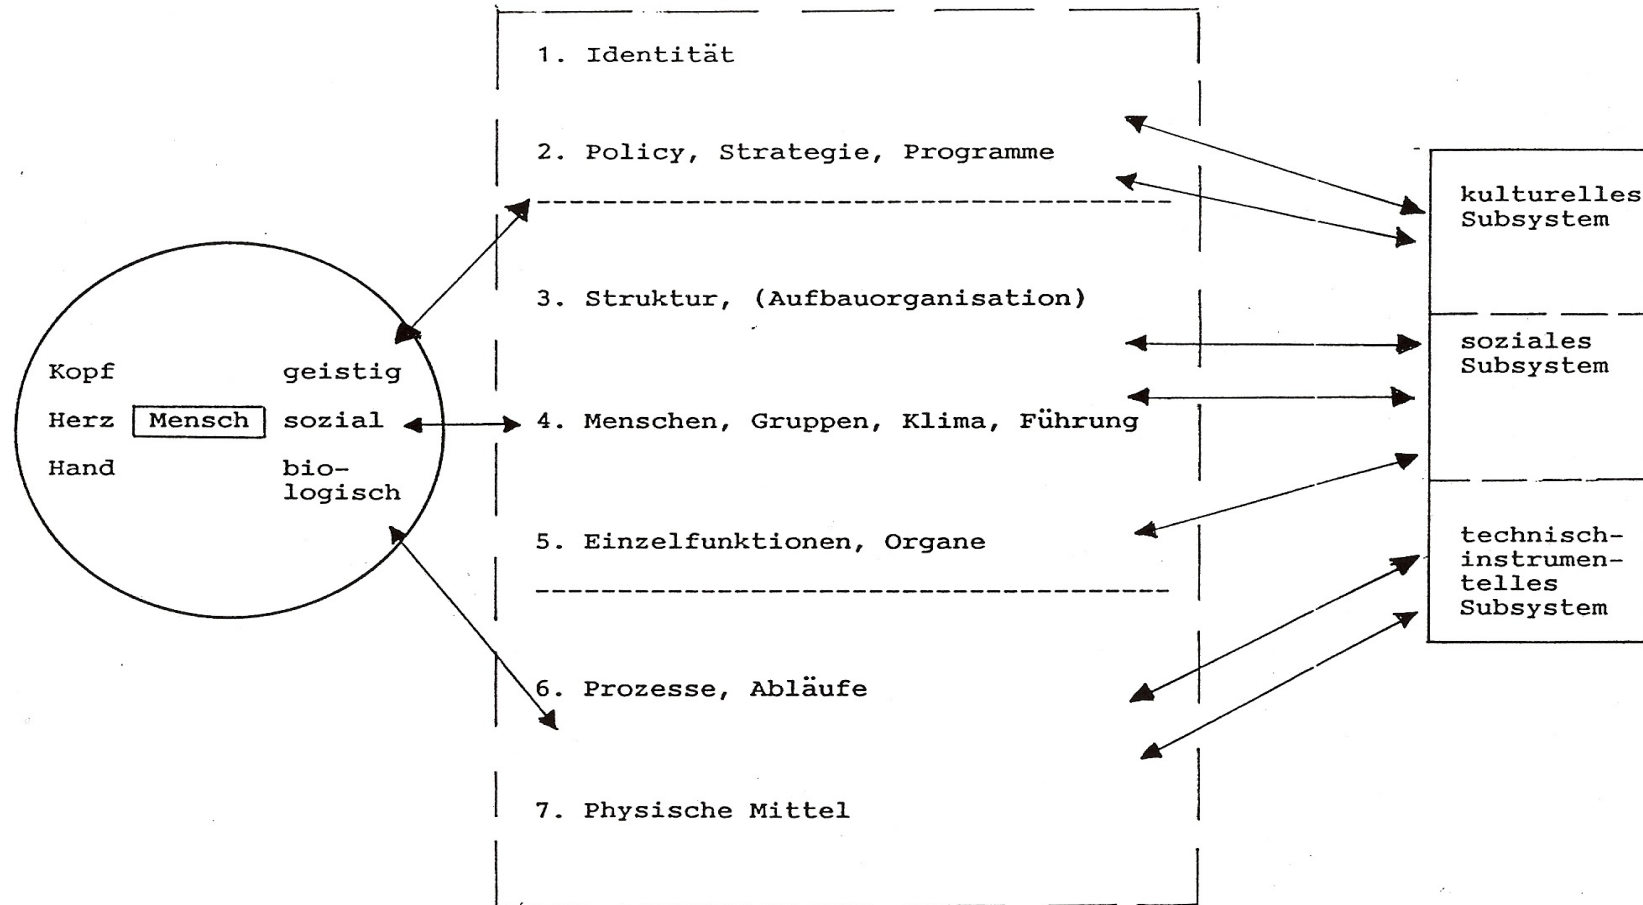 1. Identität
2. Policy, Strategie, Programme
3. Struktur, (Aufbauorganisation)
4. Menschen, Gruppen, Klima, Führung
5. Einzelfunktionen, Organe
6. Prozesse, Abläufe
7. Physische Mittel
Kopf geistig
Herz Mensch sozial
Hand bio-
logisch
kulturelles
Subsystem
soziales
Subsystem
technisch-
instrumen-
telles
Subsystem